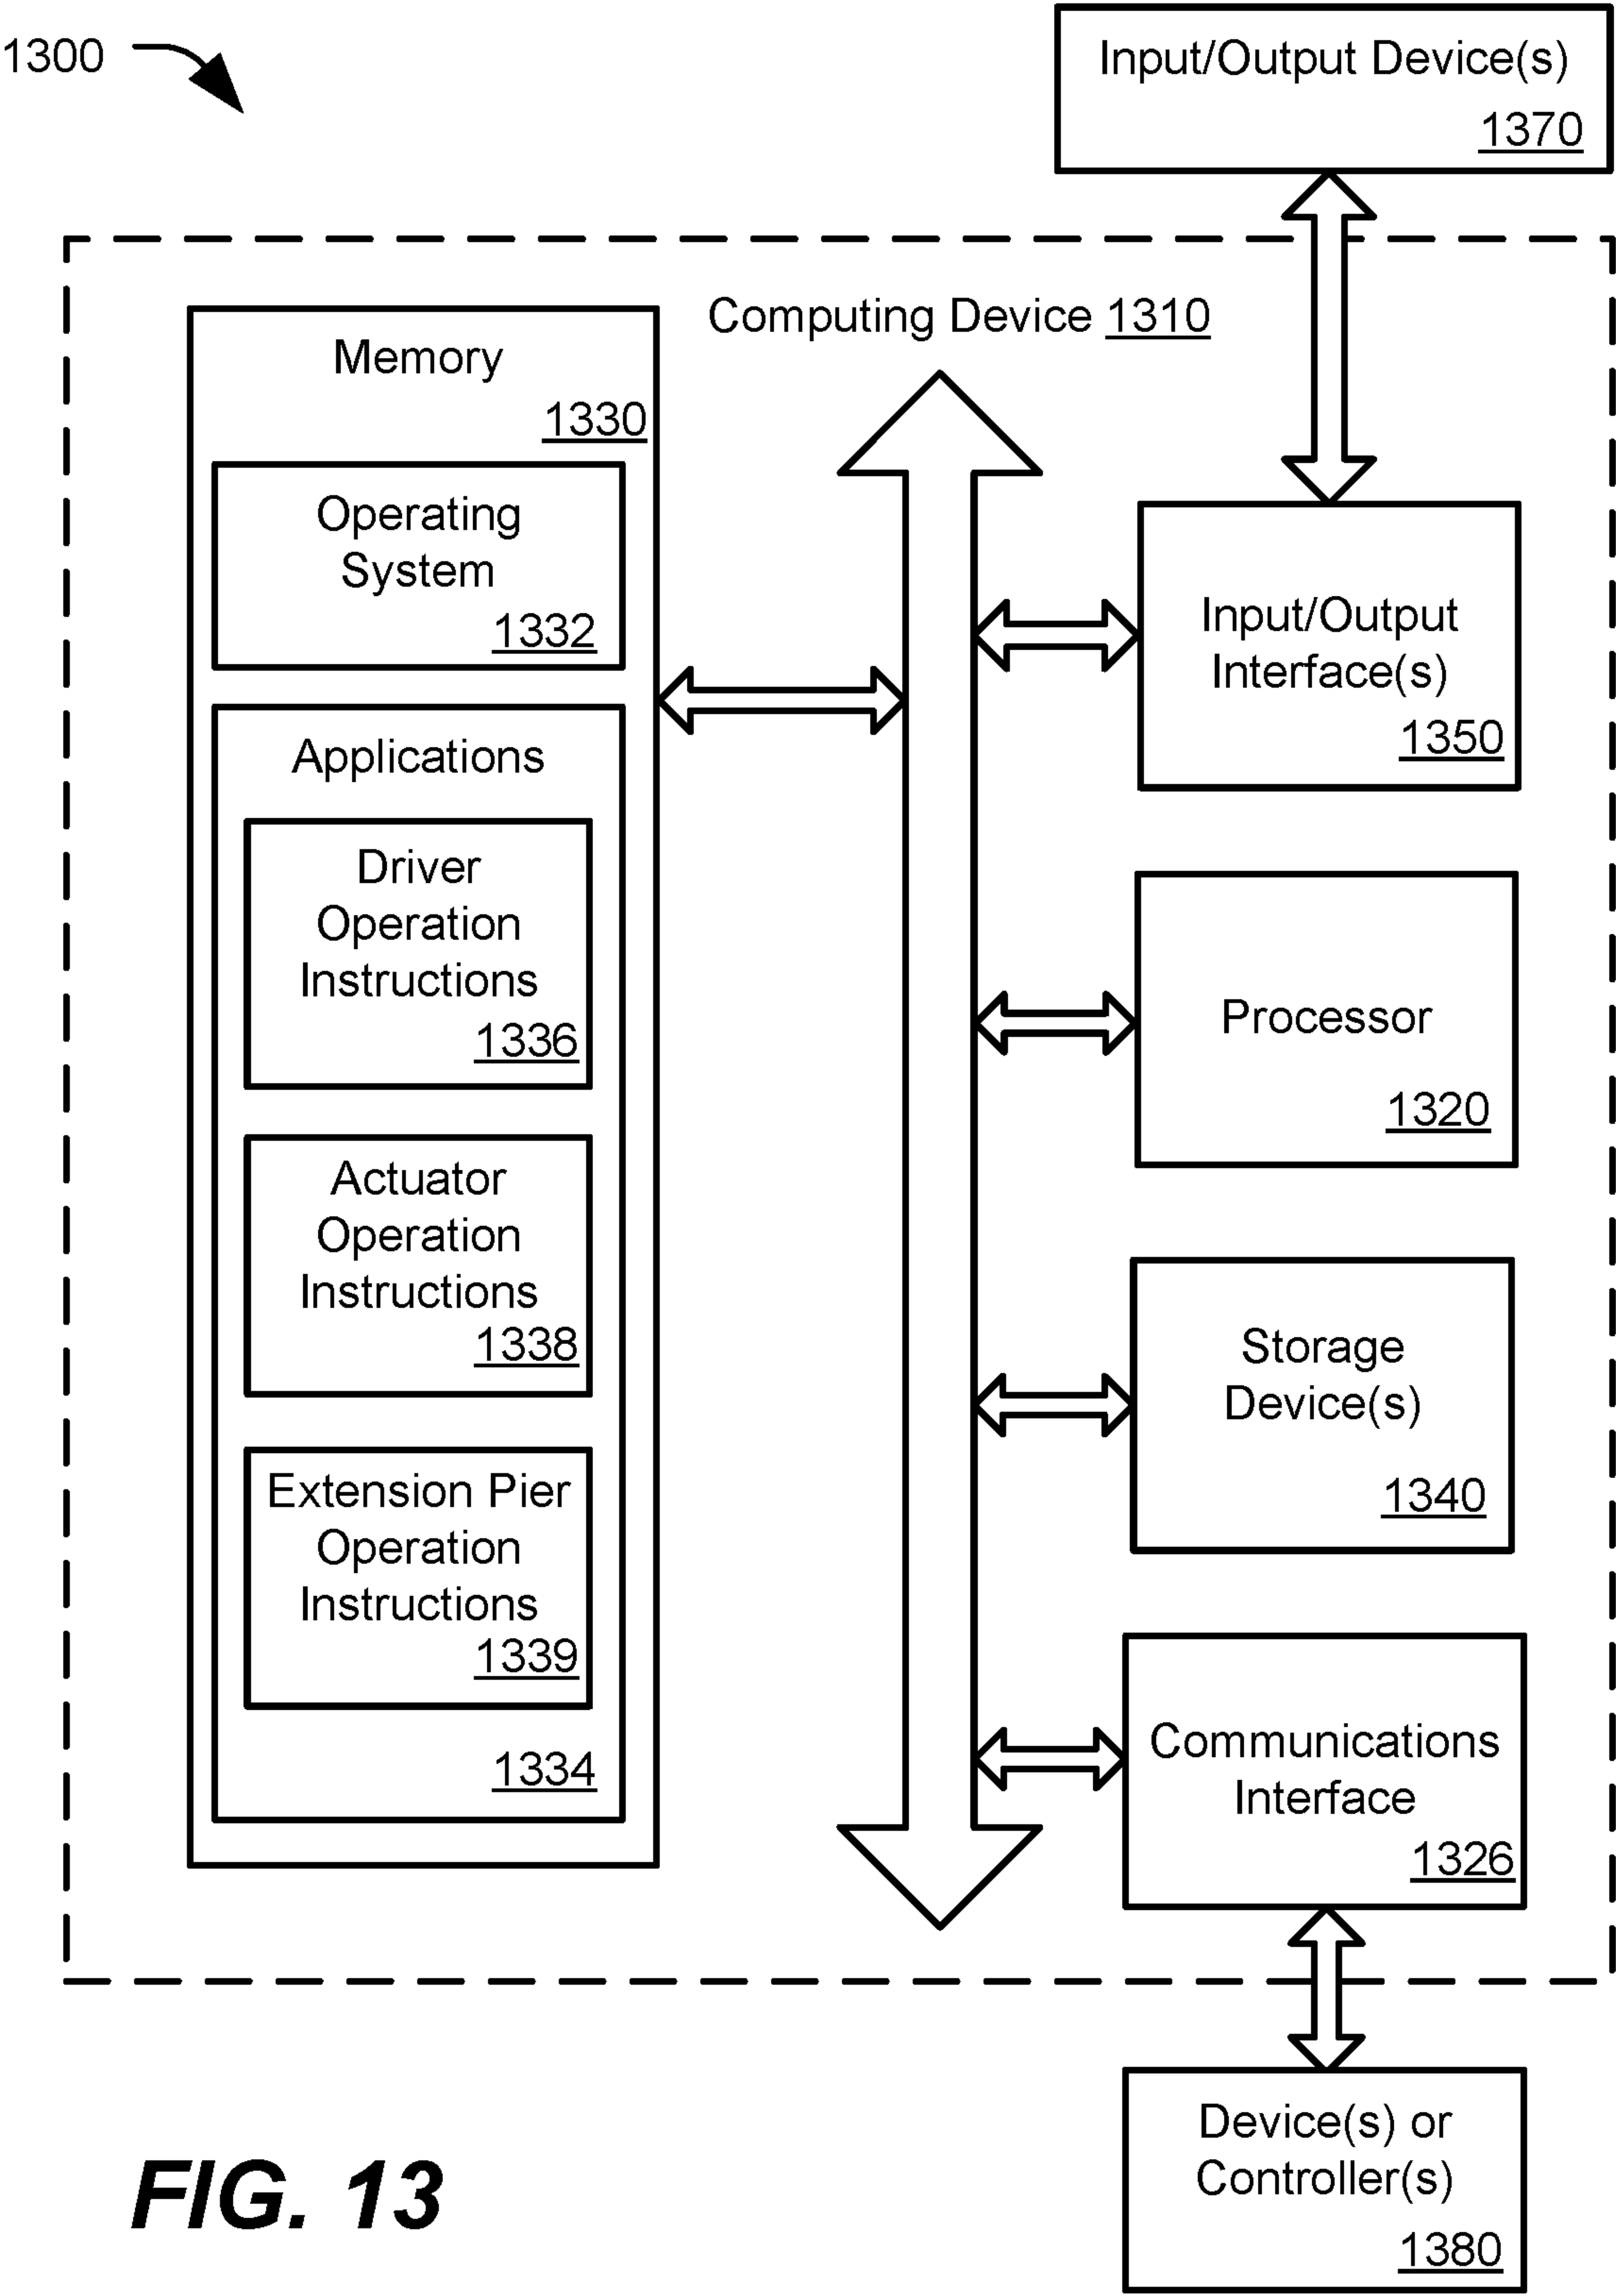 1300
Input/Output Device(s)
1370
Computing Device 1310
Memory
1330
Operating
System
1332
Applications
Driver
Operation
Instructions
1336
Actuator
Operation
Instructions
1338
Extension Pier
Operation
Instructions
1339
1334
Input/Output
Interface(s)
1350
Processor
1320
Storage
Device(s)
1340
Communications
Interface
1326
Device(s) or
Controller(s)
1380
FIG. 13